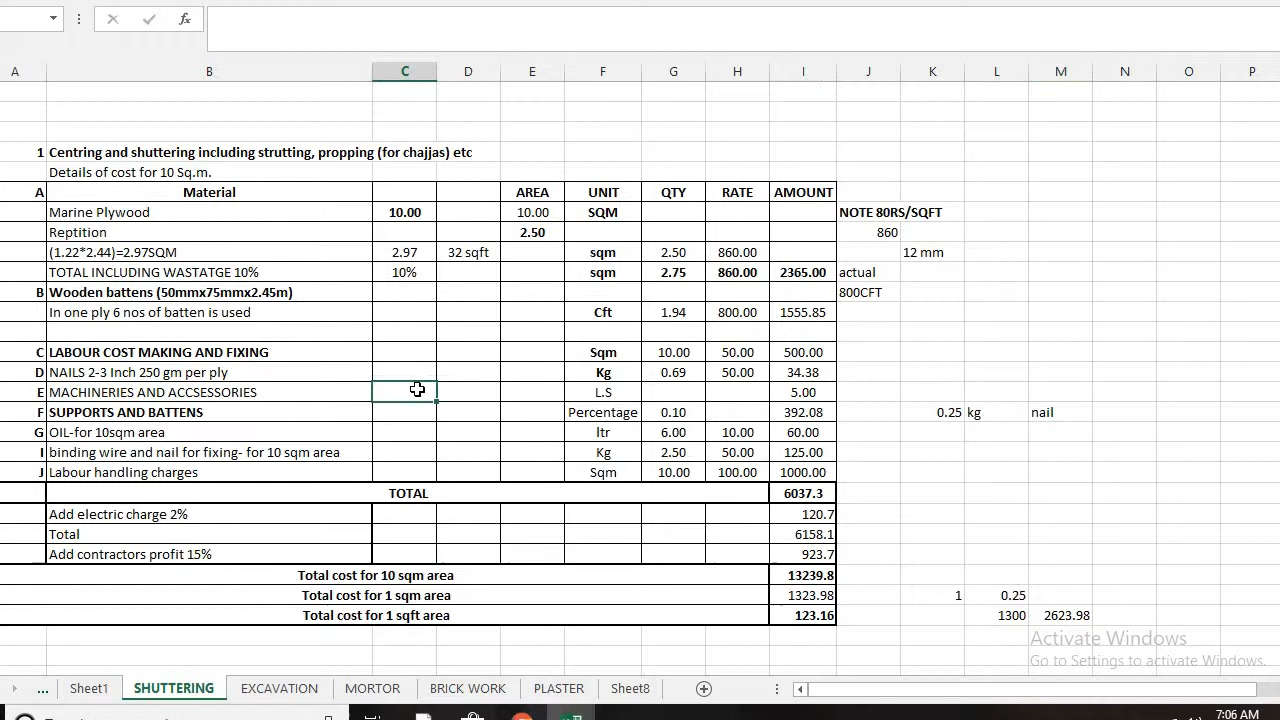 A B C D E F G H I J K L M N O P
1 Centring and shuttering including strutting, propping (for chajjas) etc
Details of cost for 10 Sq.m.
A Material AREA UNIT QTY RATE AMOUNT
Marine Plywood 10.00 10.00 SQM NOTE 80RS/SQFT
Reptition 2.50 860
(1.22*2.44)=2.97SQM 2.97 32 sqft sqm 2.50 860.00 12 mm
TOTAL INCLUDING WASTATGE 10% 10% sqm 2.75 860.00 2365.00 actual
B Wooden battens (50mmx75mmx2.45m) 800CFT
In one ply 6 nos of batten is used Cft 1.94 800.00 1555.85
C LABOUR COST MAKING AND FIXING Sqm 10.00 50.00 500.00
D NAILS 2-3 Inch 250 gm per ply Kg 0.69 50.00 34.38
E MACHINERIES AND ACCSESSORIES L.S 5.00
F SUPPORTS AND BATTENS Percentage 0.10 392.08 0.25 kg nail
G OIL-for 10sqm area ltr 6.00 10.00 60.00
I binding wire and nail for fixing- for 10 sqm area Kg 2.50 50.00 125.00
J Labour handling charges Sqm 10.00 100.00 1000.00
TOTAL 6037.3
Add electric charge 2% 120.7
Total 6158.1
Add contractors profit 15% 923.7
Total cost for 10 sqm area 13239.8
Total cost for 1 sqm area 1323.98 1 0.25
Total cost for 1 sqft area 123.16 1300 2623.98
Activate Windows
Go to Settings to activate Windows.
... Sheet1 SHUTTERING EXCAVATION MORTOR BRICK WORK PLASTER Sheet8
7:06 AM